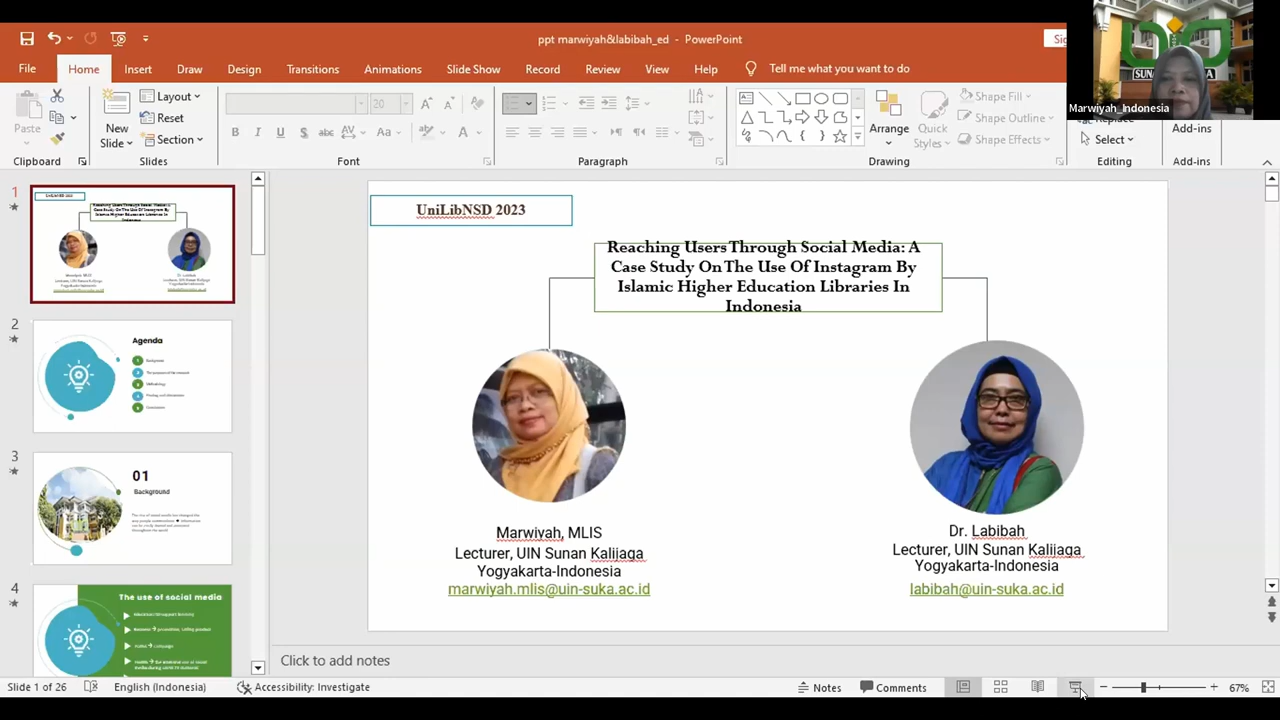 ppt marwiyah&labibah_ed - PowerPoint
File Home Insert Draw Design Transitions Animations Slide Show Record Review View Help Tell me what you want to do
Marwiyah_Indonesia
Paste
New
Slide
Layout
Reset
Section
20
Arrange
Quick
Styles
Shape Fill
Shape Outline
Shape Effects
Replace
Select
Add-ins
Clipboard Slides Font Paragraph Drawing Editing Add-ins
1
2
Agenda
3
01
Background
4
The use of social media
UniLibNSD 2023
Reaching Users Through Social Media: A
Case Study On The Use Of Instagram By
Islamic Higher Education Libraries In
Indonesia
Marwiyah, MLIS
Lecturer, UIN Sunan Kalijaga
Yogyakarta-Indonesia
marwiyah.mlis@uin-suka.ac.id
Dr. Labibah
Lecturer, UIN Sunan Kalijaga
Yogyakarta-Indonesia
labibah@uin-suka.ac.id
Click to add notes
Slide 1 of 26 English (Indonesia) Accessibility: Investigate Notes Comments 67%